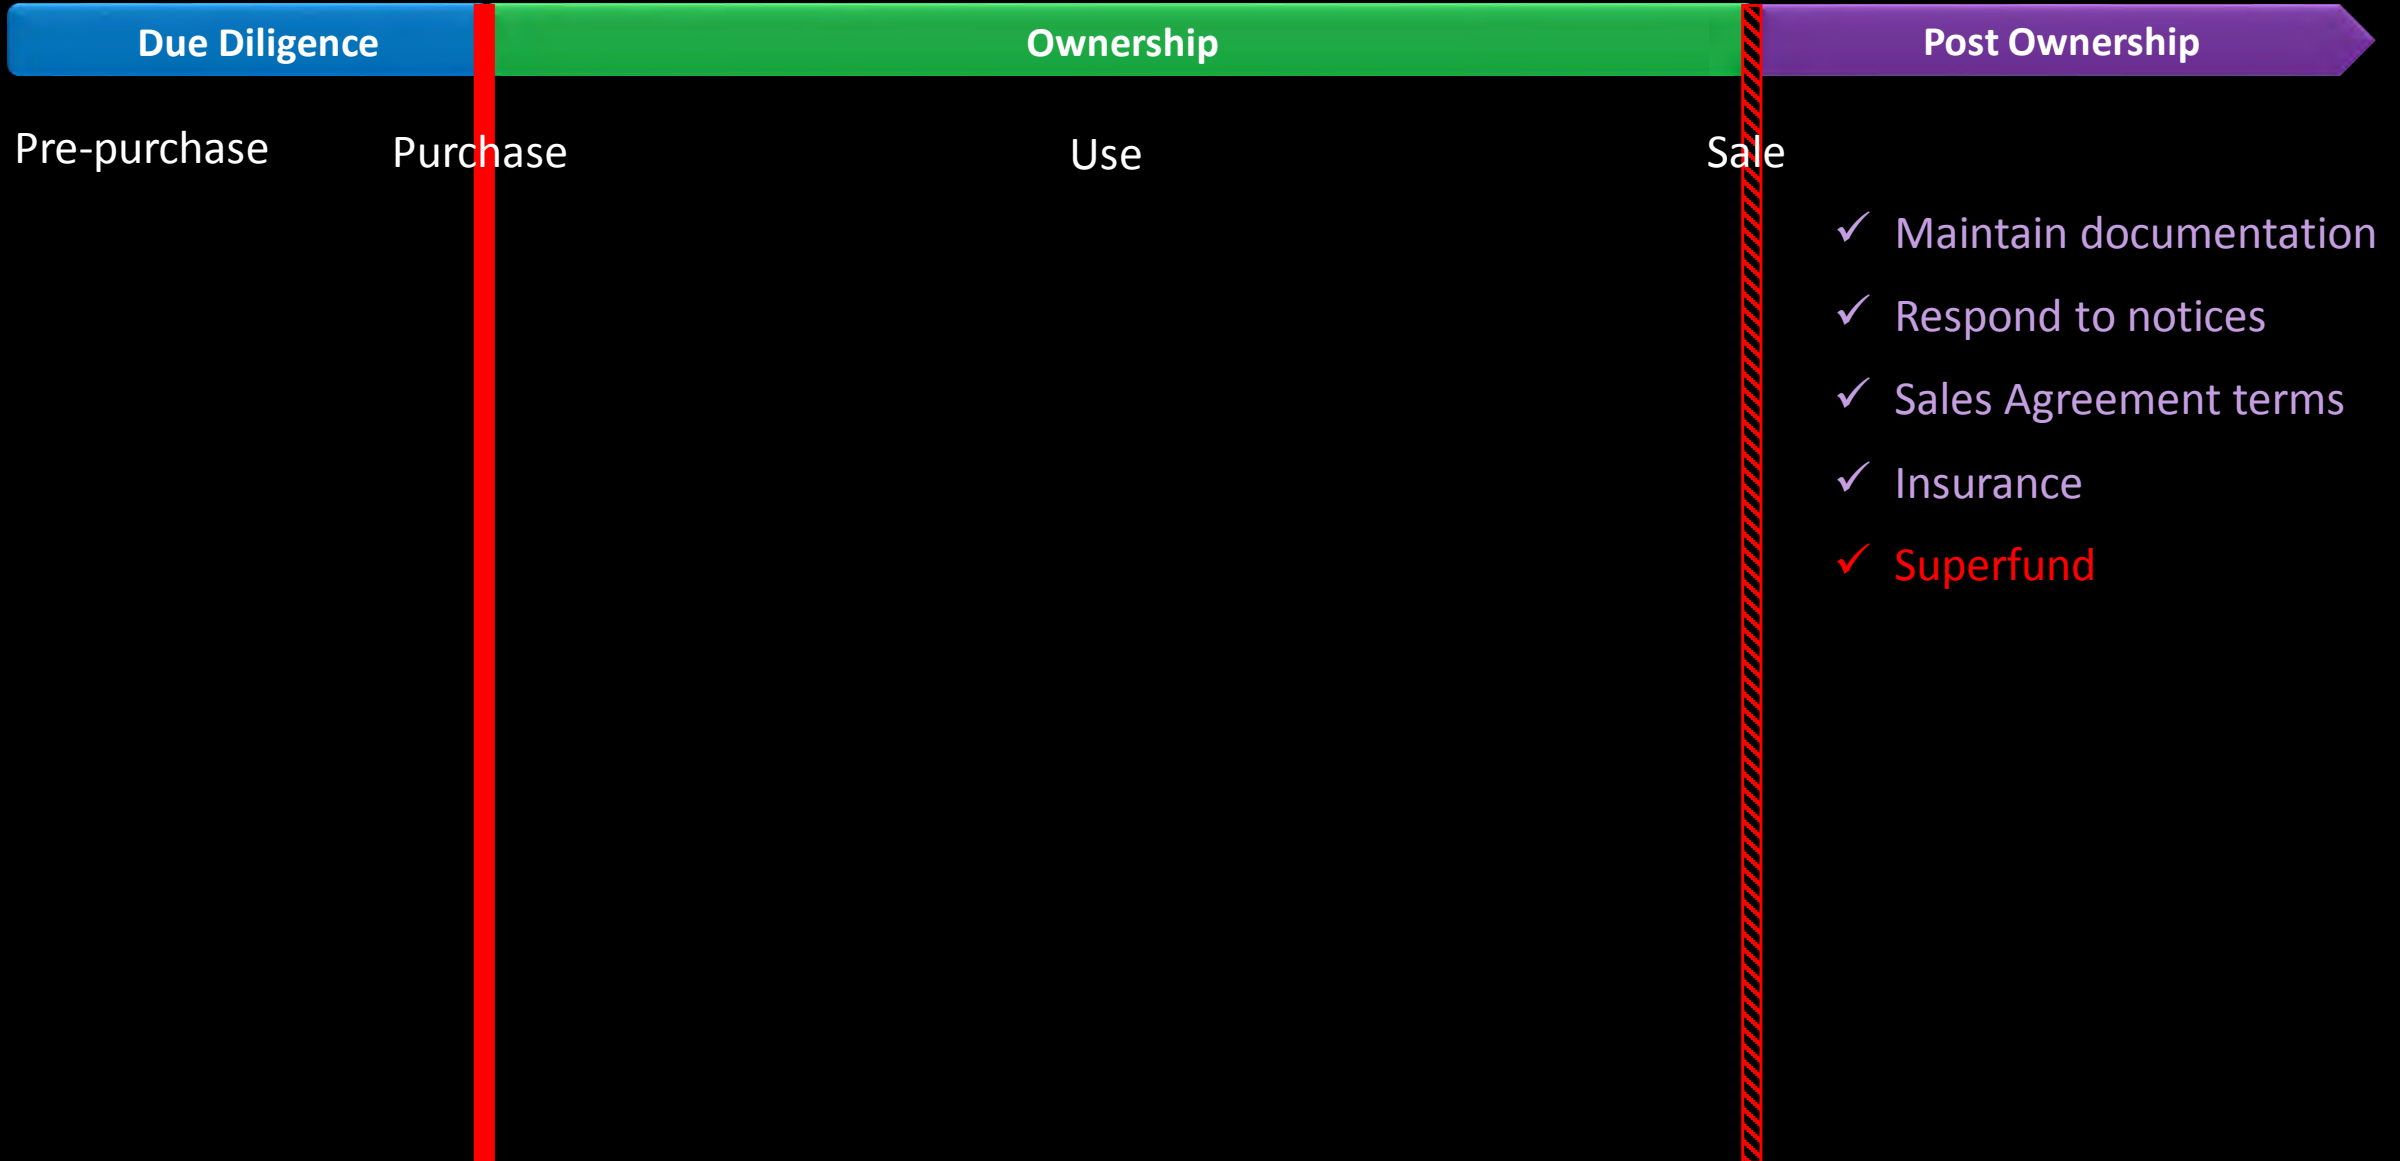 Due Diligence
Ownership
Post Ownership
Pre-purchase
Purchase
Use
Sale
✓ Maintain documentation
✓ Respond to notices
✓ Sales Agreement terms
✓ Insurance
✓ Superfund